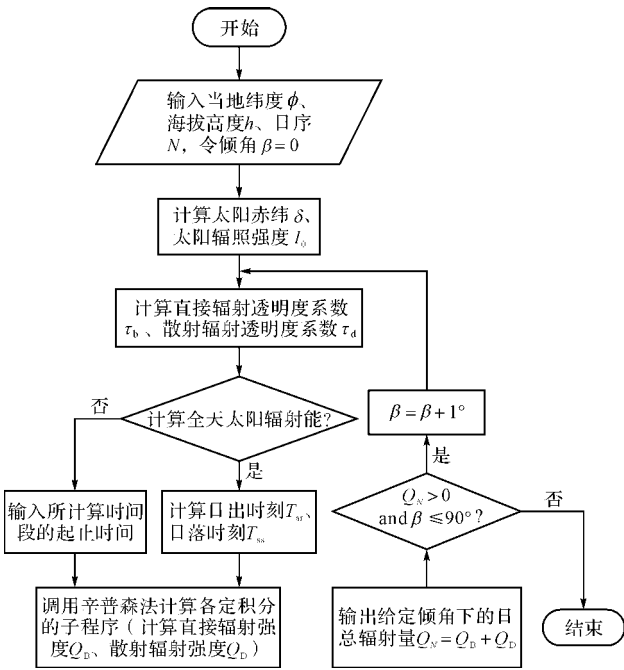 开始
输入当地纬度ϕ、
海拔高度h、日序
N，令倾角β=0
计算太阳赤纬δ、
太阳辐照强度I₀
计算直接辐射透明度系数
τb、散射辐射透明度系数τd
计算全天太阳辐射能?
否
是
输入所计算时间
段的起止时间
计算日出时刻Tsr、
日落时刻Tss
调用辛普森法计算各定积分
的子程序（计算直接辐射强
度QB、散射辐射强度QD）
输出给定倾角下的日
总辐射量QN=QB+QD
QN>0
and β≤90°?
是
β=β+1°
否
结束